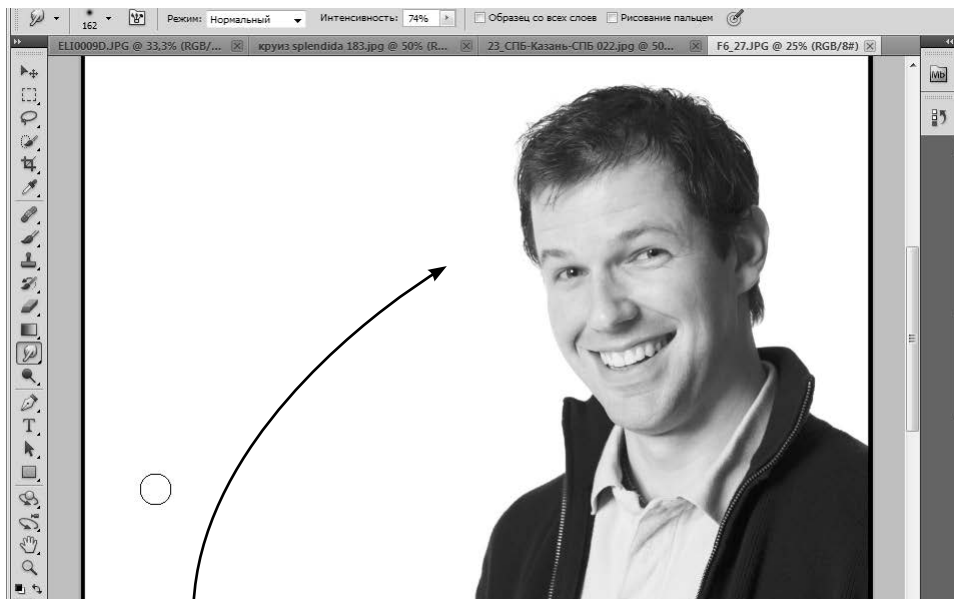 162 Режим: Нормальный Интенсивность: 74% Образец со всех слоев Рисование пальцем
ELI0009D.JPG @ 33,3% (RGB/... круиз splendida 183.jpg @ 50% (R... 23_СПБ-Казань-СПБ 022.jpg @ 50... F6_27.JPG @ 25% (RGB/8#)
Mb
T